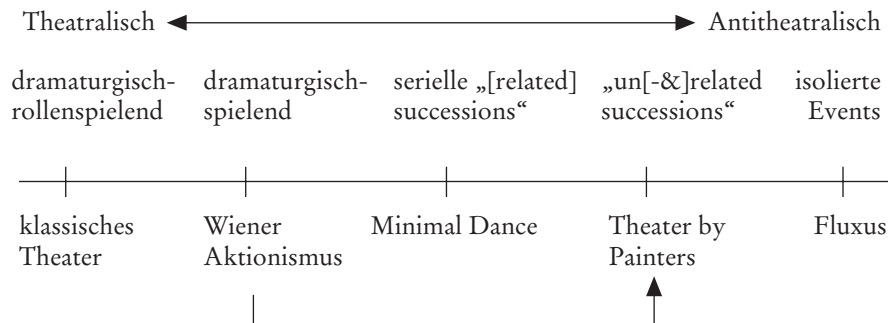 Theatralisch Antitheatralisch
dramaturgisch- dramaturgisch- serielle „[related] „un[-&]related isolierte
rollenspielend spielend successions“ successions“ Events
klassisches Wiener Minimal Dance Theater by Fluxus
Theater Aktionismus Painters